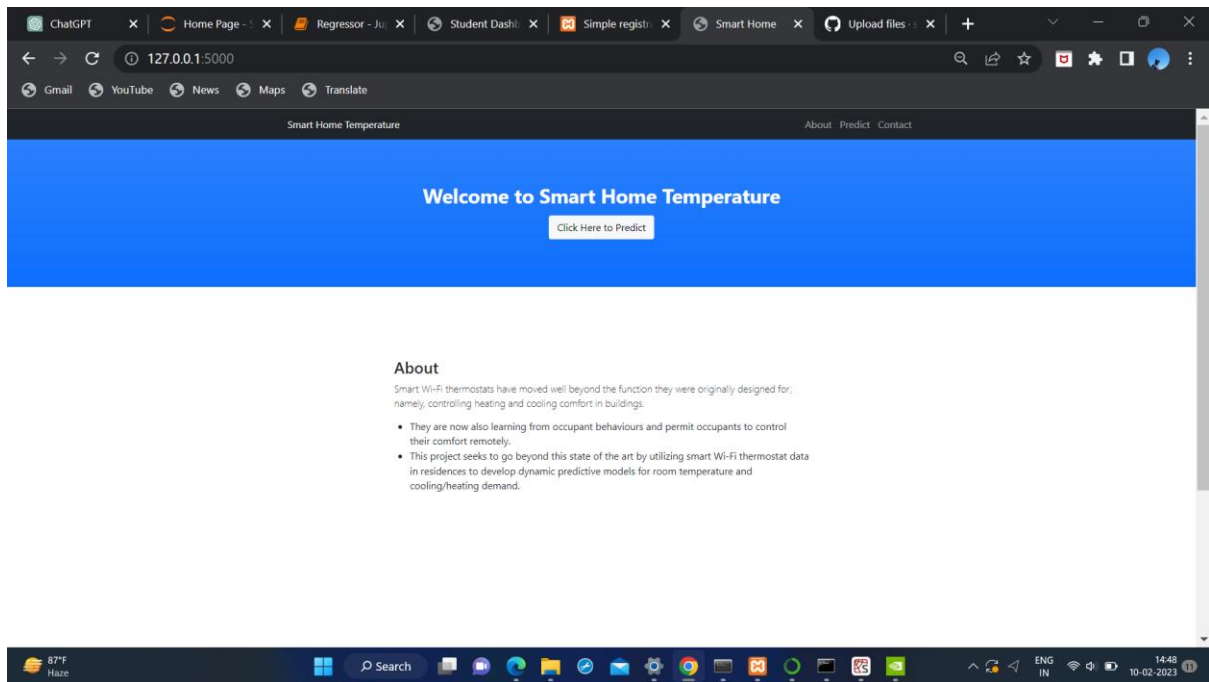 ChatGPT
Home Page - S
Regressor - Ju
Student Dashb
Simple registr
Smart Home
Upload files · s
127.0.0.1:5000
Gmail YouTube News Maps Translate
Smart Home Temperature
About Predict Contact
Welcome to Smart Home Temperature
Click Here to Predict
About
Smart Wi-Fi thermostats have moved well beyond the function they were originally designed for;
namely, controlling heating and cooling comfort in buildings.
They are now also learning from occupant behaviours and permit occupants to control
their comfort remotely.
This project seeks to go beyond this state of the art by utilizing smart Wi-Fi thermostat data
in residences to develop dynamic predictive models for room temperature and
cooling/heating demand.
87°F
Haze
Search
ENG
IN
14:48
10-02-2023
11